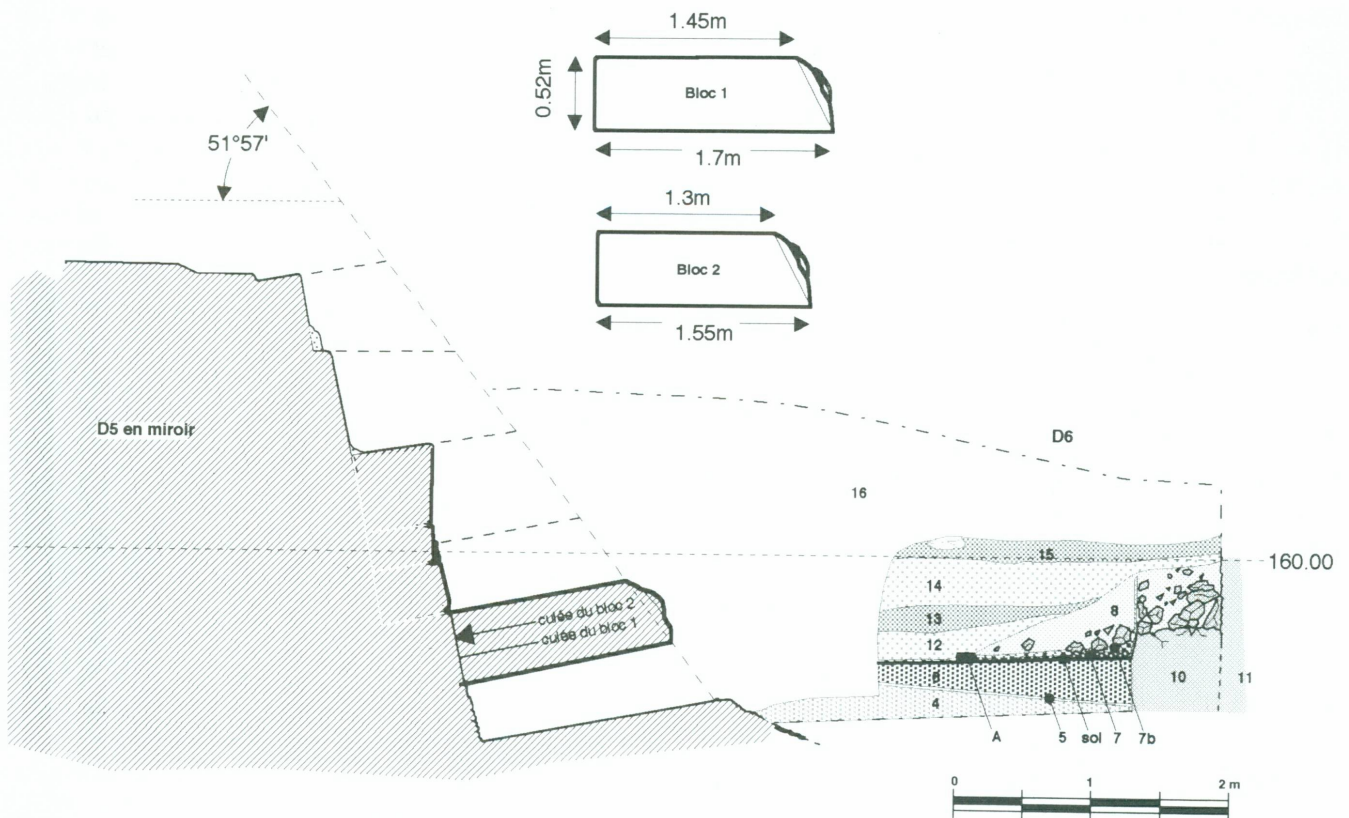 1.45m
0.52m
Bloc 1
1.7m
51°57'
1.3m
Bloc 2
1.55m
D5 en miroir
D6
16
15
160.00
14
8
13
culée du bloc 2
culée du bloc 1
12
10
11
4
A
5
sol
7
7b
0
1
2 m